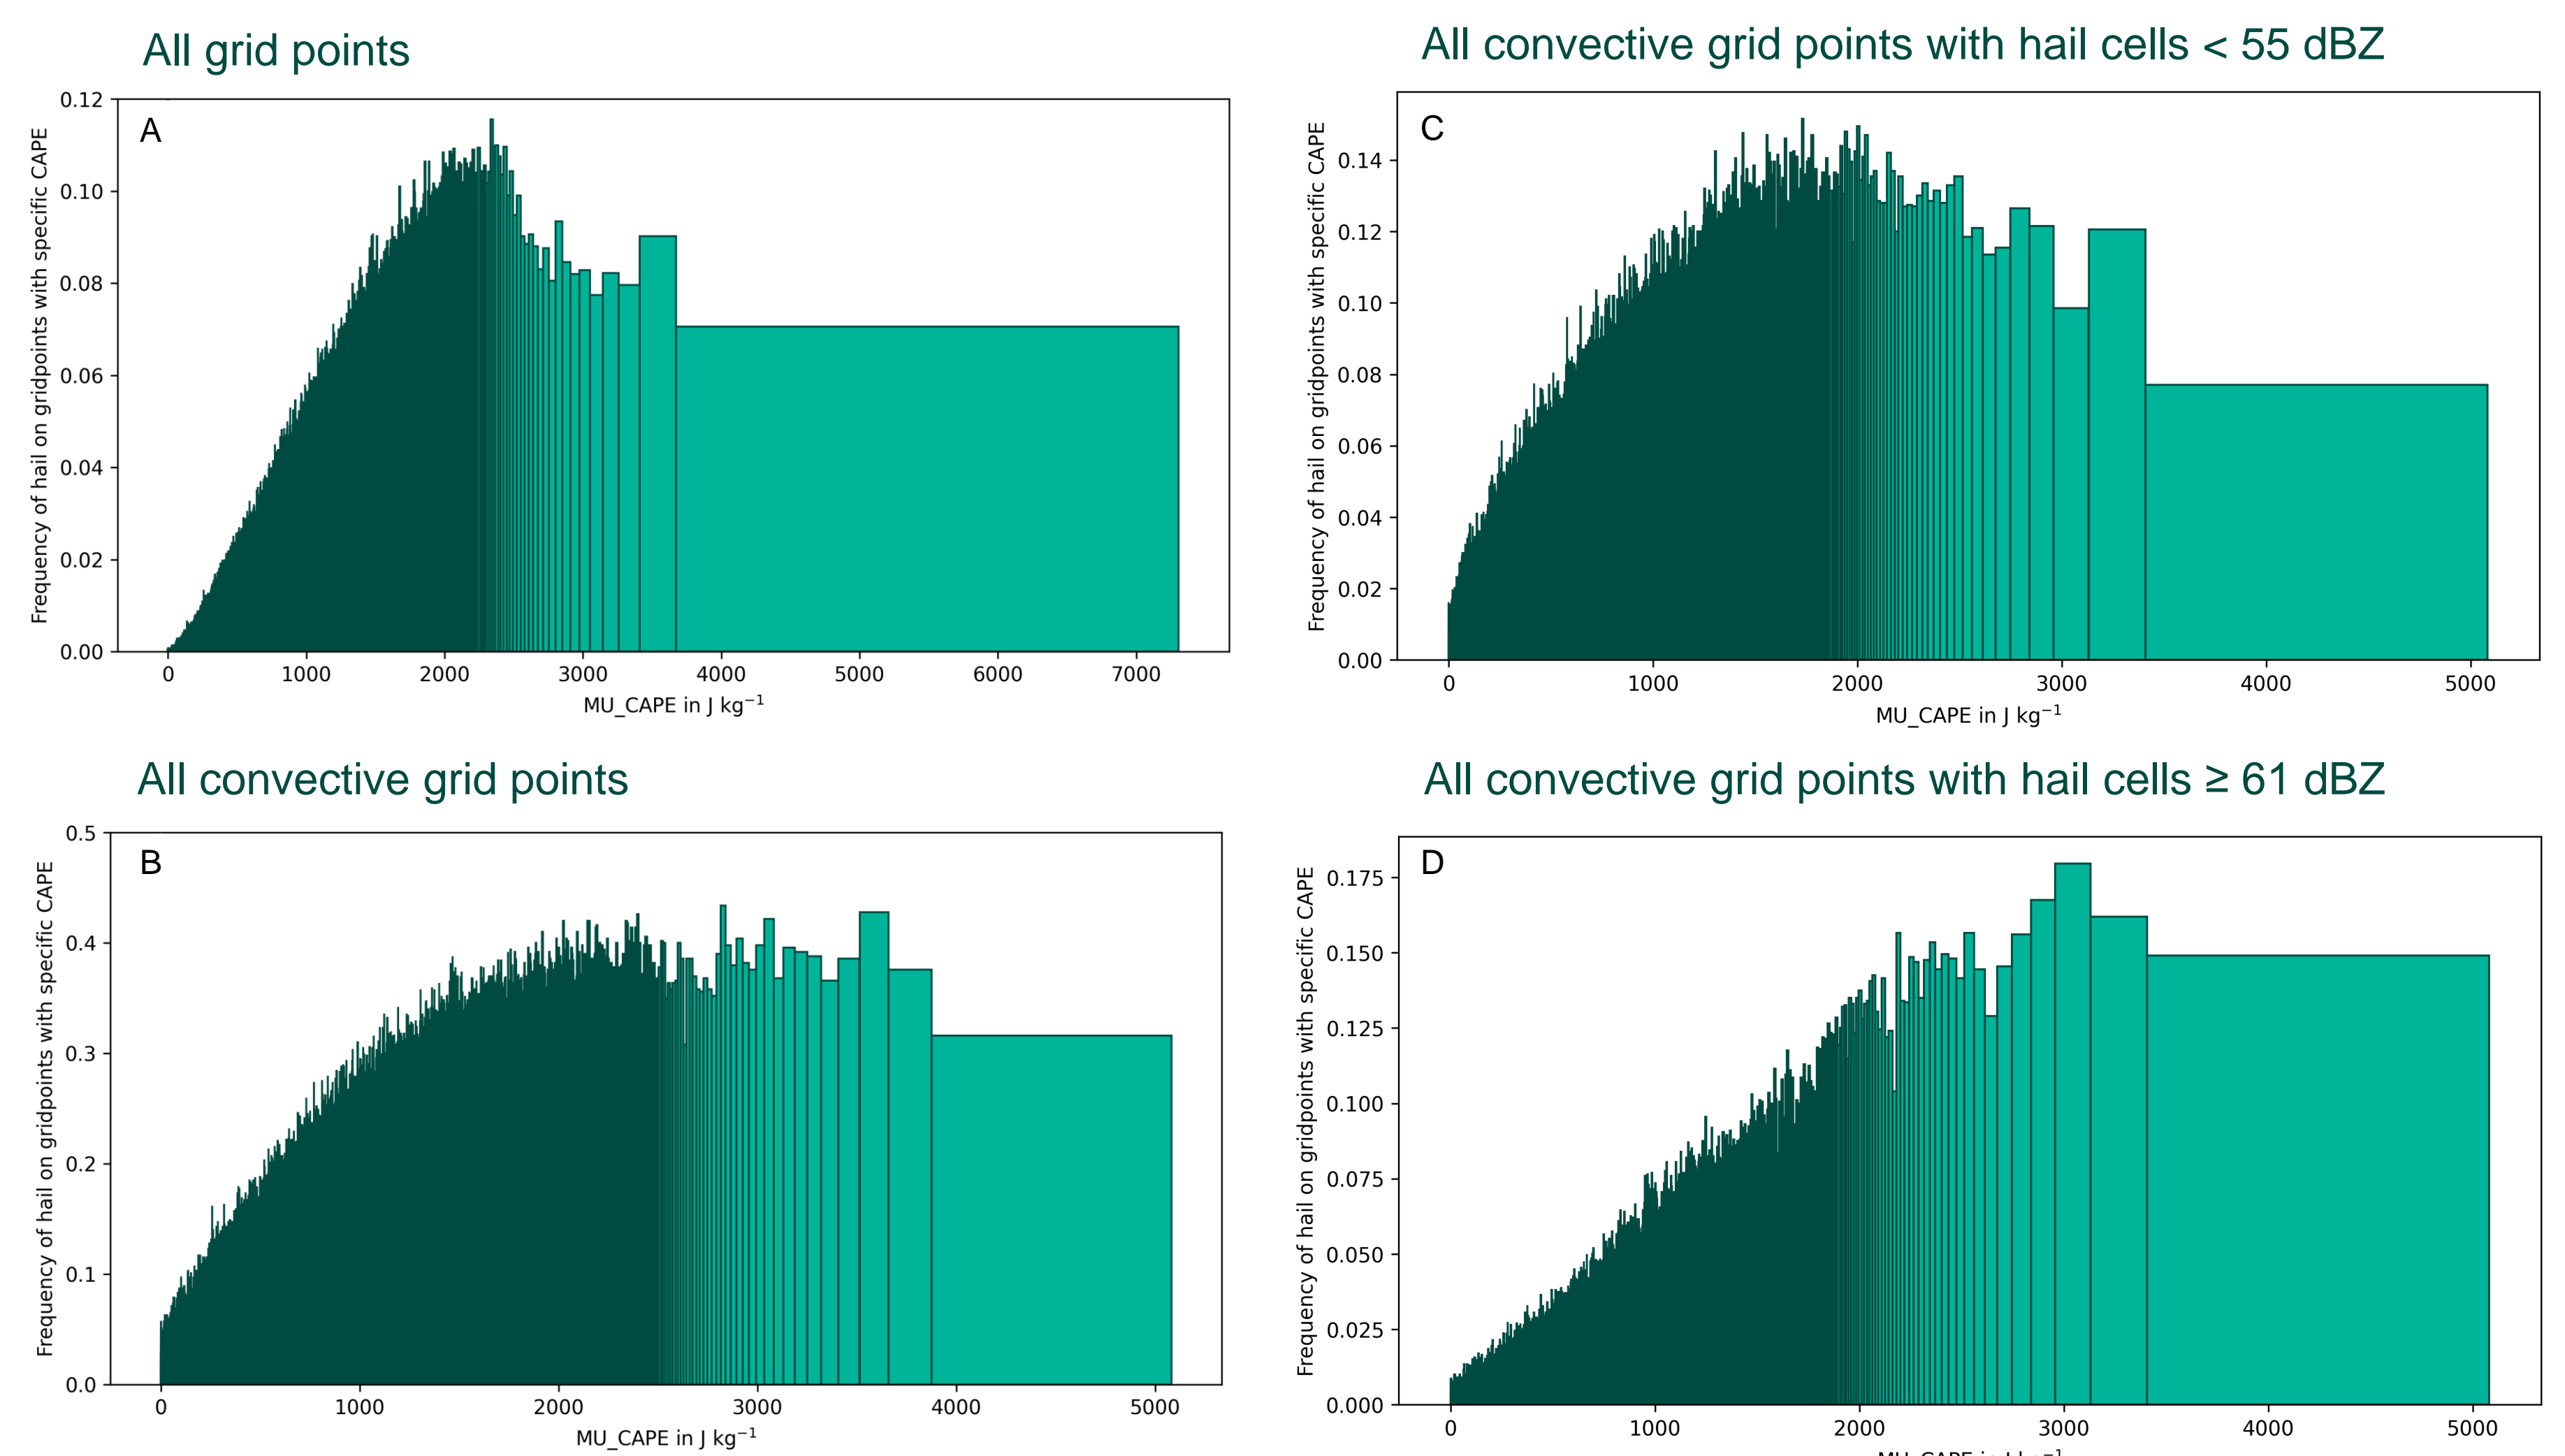 All grid points
A
Frequency of hail on gridpoints with specific CAPE
0.12
0.10
0.08
0.06
0.04
0.02
0.00
0 1000 2000 3000 4000 5000 6000 7000
MU_CAPE in J kg⁻¹
All convective grid points with hail cells < 55 dBZ
C
Frequency of hail on gridpoints with specific CAPE
0.14
0.12
0.10
0.08
0.06
0.04
0.02
0.00
0 1000 2000 3000 4000 5000
MU_CAPE in J kg⁻¹
All convective grid points
B
Frequency of hail on gridpoints with specific CAPE
0.5
0.4
0.3
0.2
0.1
0.0
0 1000 2000 3000 4000 5000
MU_CAPE in J kg⁻¹
All convective grid points with hail cells ≥ 61 dBZ
D
Frequency of hail on gridpoints with specific CAPE
0.175
0.150
0.125
0.100
0.075
0.050
0.025
0.000
0 1000 2000 3000 4000 5000